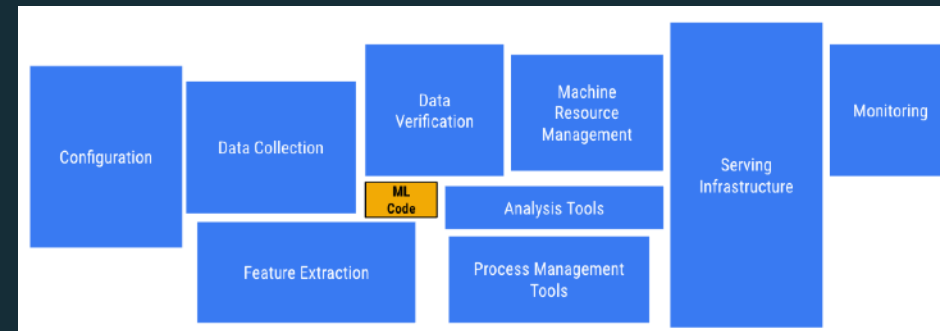 Configuration
Data Collection
Data
Verification
Machine
Resource
Management
Serving
Infrastructure
Monitoring
ML
Code
Analysis Tools
Feature Extraction
Process Management
Tools